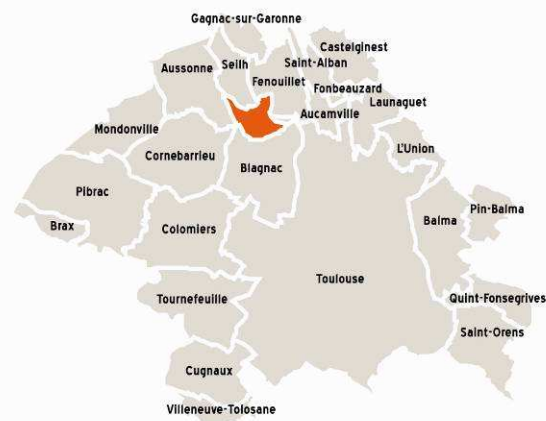 Gagnac-sur-Garonne
Castelginest
Seilh
Saint-Alban
Aussonne
Fenouillet
Fonbeauzard
Launaguet
Aucamville
Mondonville
L'Union
Cornebarrieu
Blagnac
Pibrac
Pin-Balma
Balma
Brax
Colomiers
Toulouse
Tournefeuille
Quint-Fonsegrives
Saint-Orens
Cugnaux
Villeneuve-Tolosane